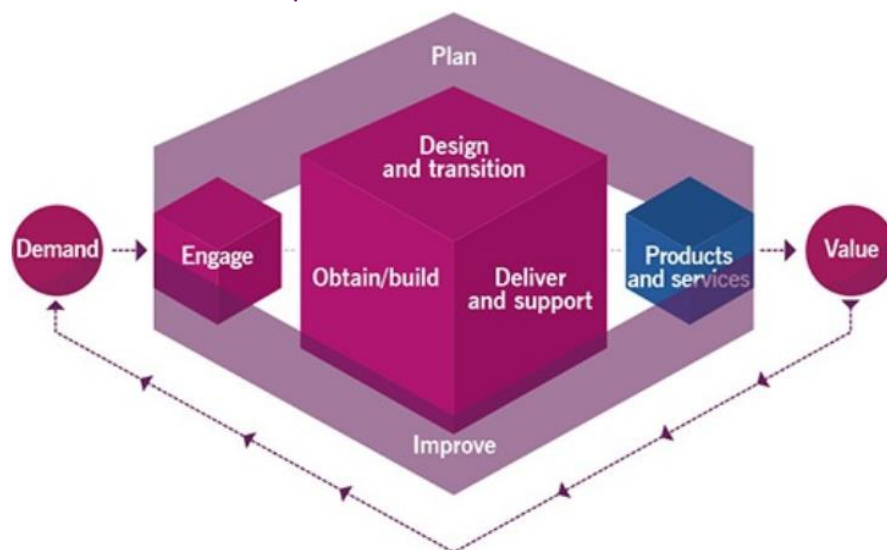 Plan
Design
and transition
Demand
Engage
Obtain/build
Deliver
and support
Products
and services
Value
Improve